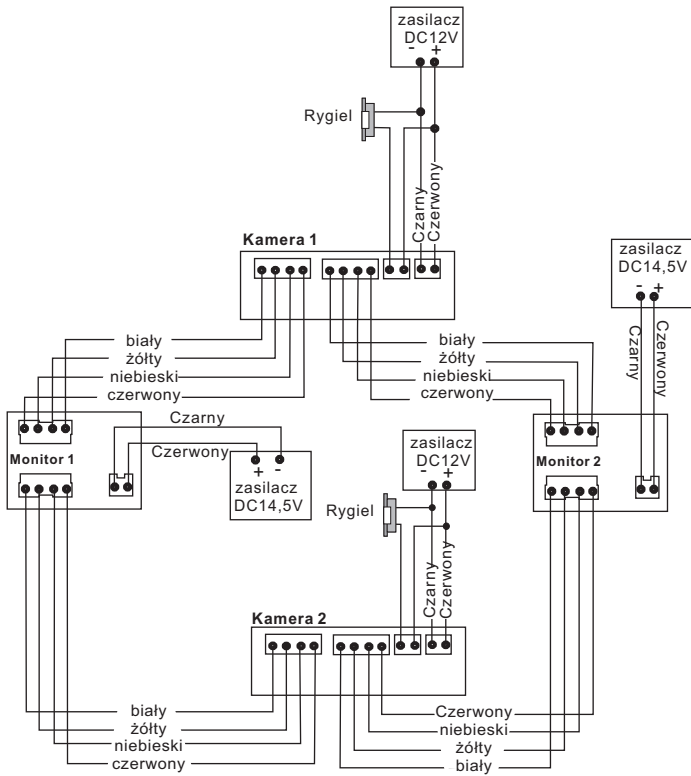 zasilacz
DC12V
- +
Rygiel
Czarny
Czerwony
Kamera 1
zasilacz
DC14,5V
- +
Czarny
Czerwony
biały
żółty
niebieski
czerwony
biały
żółty
niebieski
czerwony
Czarny
Czerwony
Monitor 1
+ -
zasilacz
DC14,5V
zasilacz
DC12V
- +
Monitor 2
Rygiel
Czarny
Czerwony
Kamera 2
biały
żółty
niebieski
czerwony
Czerwony
niebieski
żółty
biały